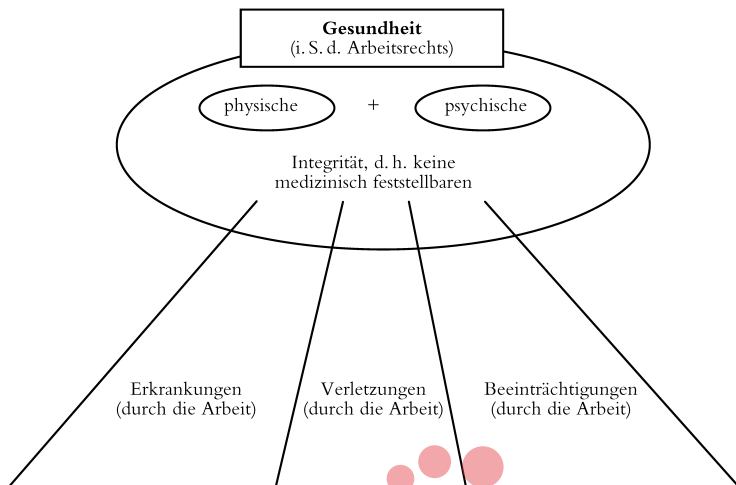 Gesundheit
(i. S. d. Arbeitsrechts)
physische + psychische
Integrität, d. h. keine
medizinisch feststellbaren
Erkrankungen
(durch die Arbeit)
Verletzungen
(durch die Arbeit)
Beeinträchtigungen
(durch die Arbeit)